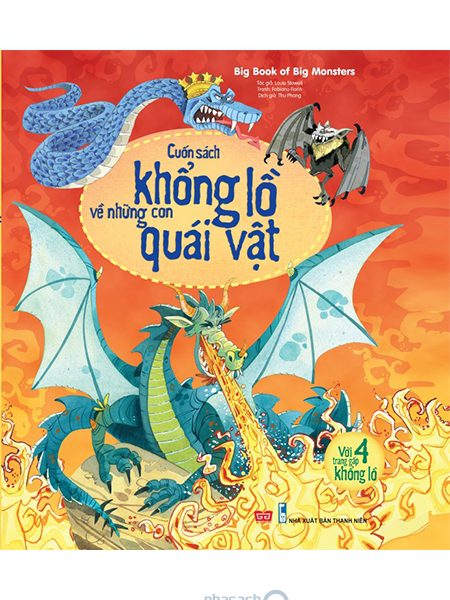 Big Book of Big Monsters
Tác giả: Louie Stowell
Tranh: Fabiano Fiorin
Dịch giả: Thu Phong
Cuốn sách
khổng lồ
về những con
quái vật
Với 4
trang gấp
khổng lồ
NHÀ XUẤT BẢN THANH NIÊN